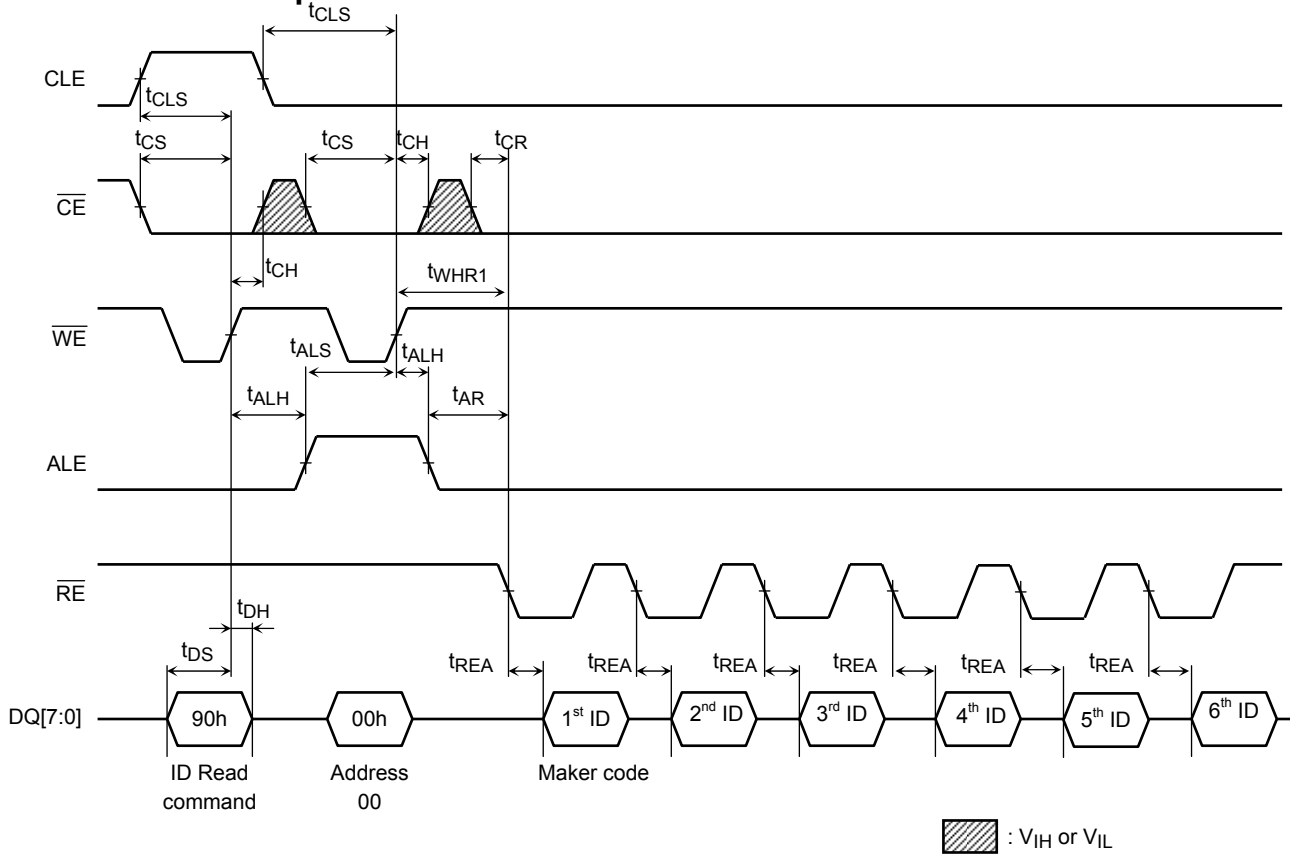 tCLS
CLE
tCLS
tCS tCS tCH tCR
CE
tCH
tWHR1
WE
tALS tALH
tALH tAR
ALE
RE
tDH
tDS
tREA tREA tREA tREA tREA tREA
DQ[7:0] 90h 00h 1st ID 2nd ID 3rd ID 4th ID 5th ID 6th ID
ID Read Address Maker code
command 00
: VIH or VIL